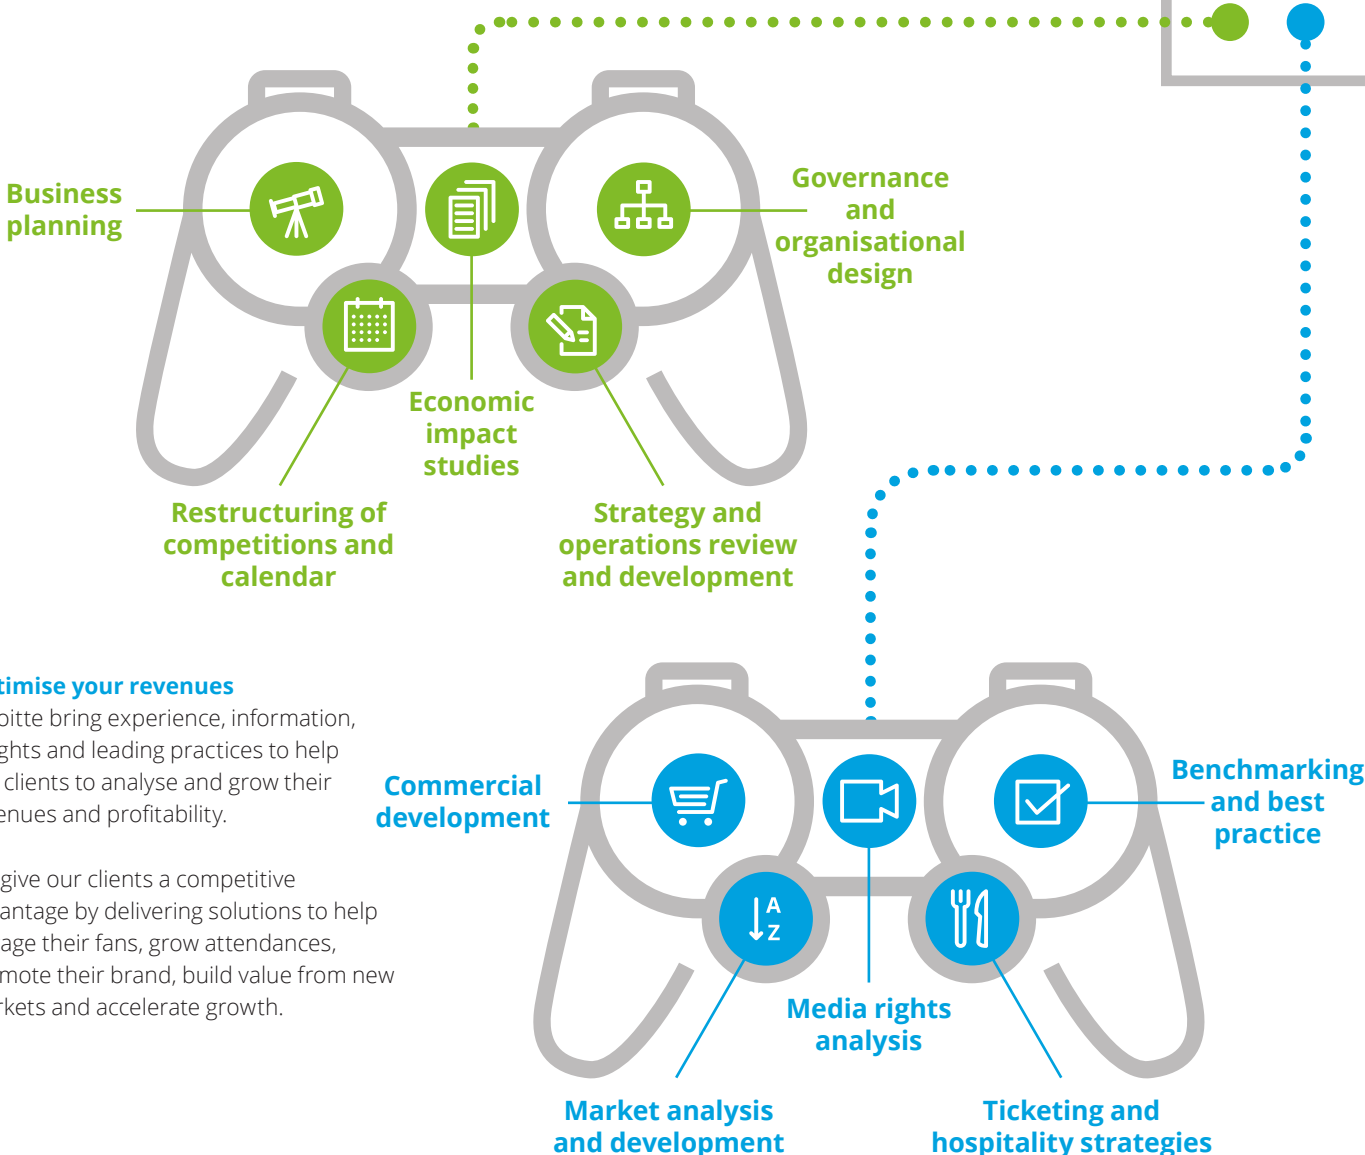 Business
planning
Governance
and
organisational
design
Economic
impact
studies
Restructuring of
competitions and
calendar
Strategy and
operations review
and development
timise your revenues
oitte bring experience, information,
ghts and leading practices to help
clients to analyse and grow their
enues and profitability.
give our clients a competitive
antage by delivering solutions to help
age their fans, grow attendances,
mote their brand, build value from new
rkets and accelerate growth.
Commercial
development
Benchmarking
and best
practice
A
Z
Media rights
analysis
Market analysis
and development
Ticketing and
hospitality strategies